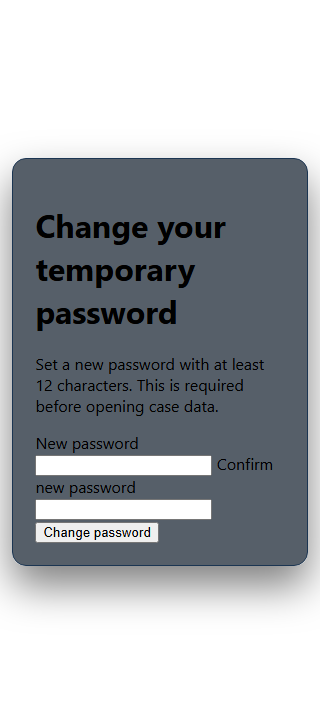 Change your
temporary
password
Set a new password with at least
12 characters. This is required
before opening case data.
New password
Confirm
new password
Change password